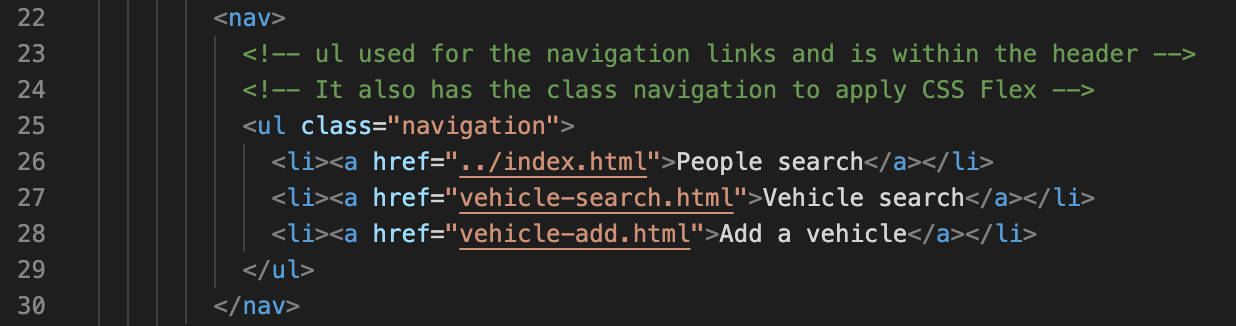 22 <nav>
23 <!-- ul used for the navigation links and is within the header -->
24 <!-- It also has the class navigation to apply CSS Flex -->
25 <ul class="navigation">
26 <li><a href="../index.html">People search</a></li>
27 <li><a href="vehicle-search.html">Vehicle search</a></li>
28 <li><a href="vehicle-add.html">Add a vehicle</a></li>
29 </ul>
30 </nav>